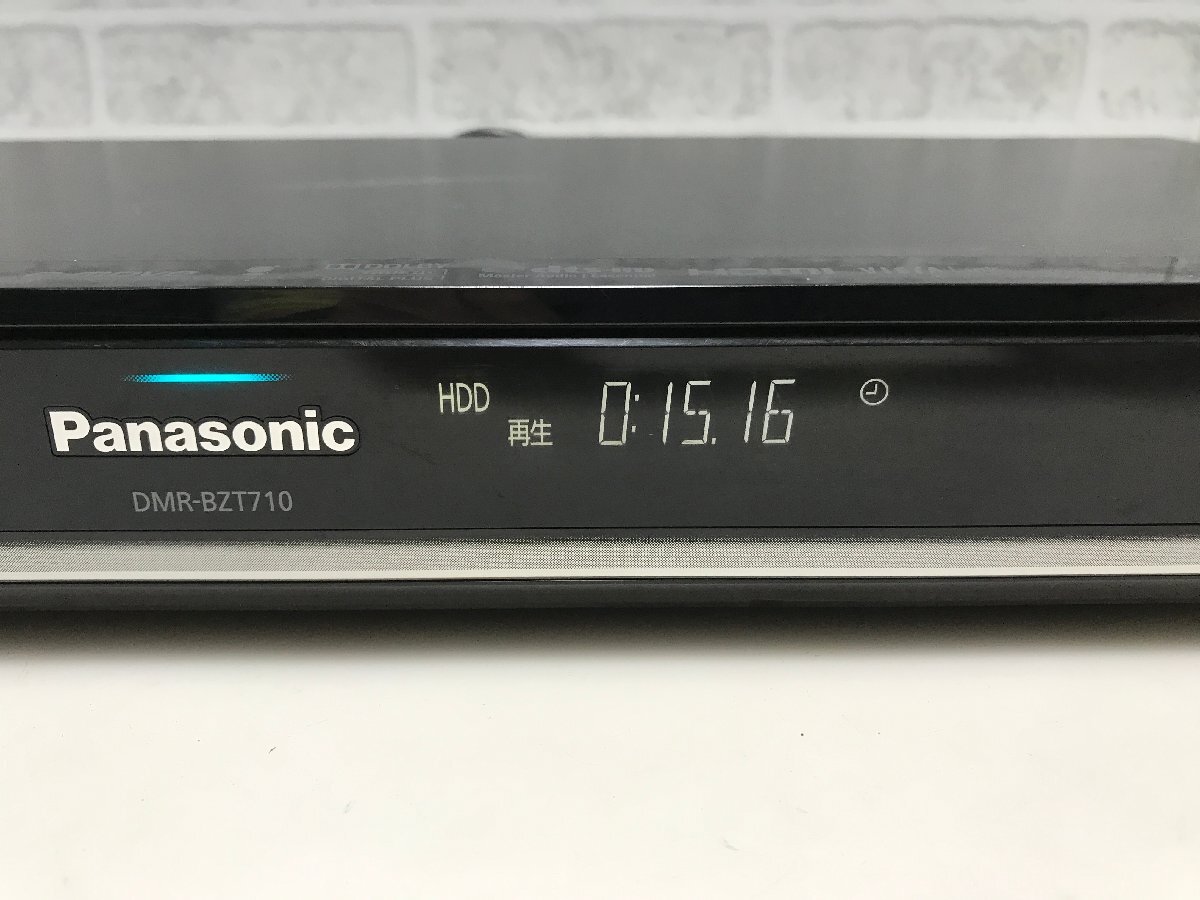 Panasonic
DMR-BZT710
HDD
再生
0:15.16